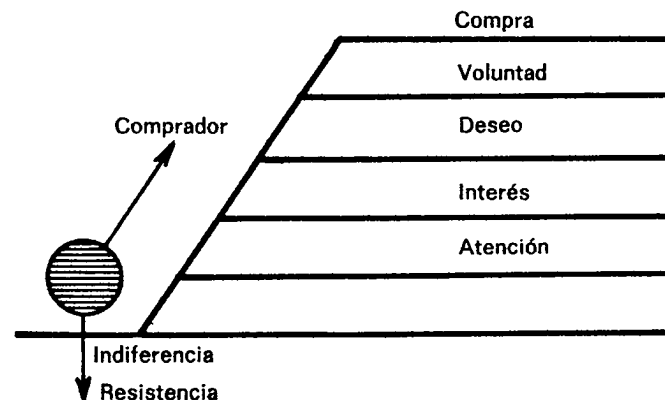 Compra
Voluntad
Comprador
Deseo
Interés
Atención
Indiferencia
Resistencia